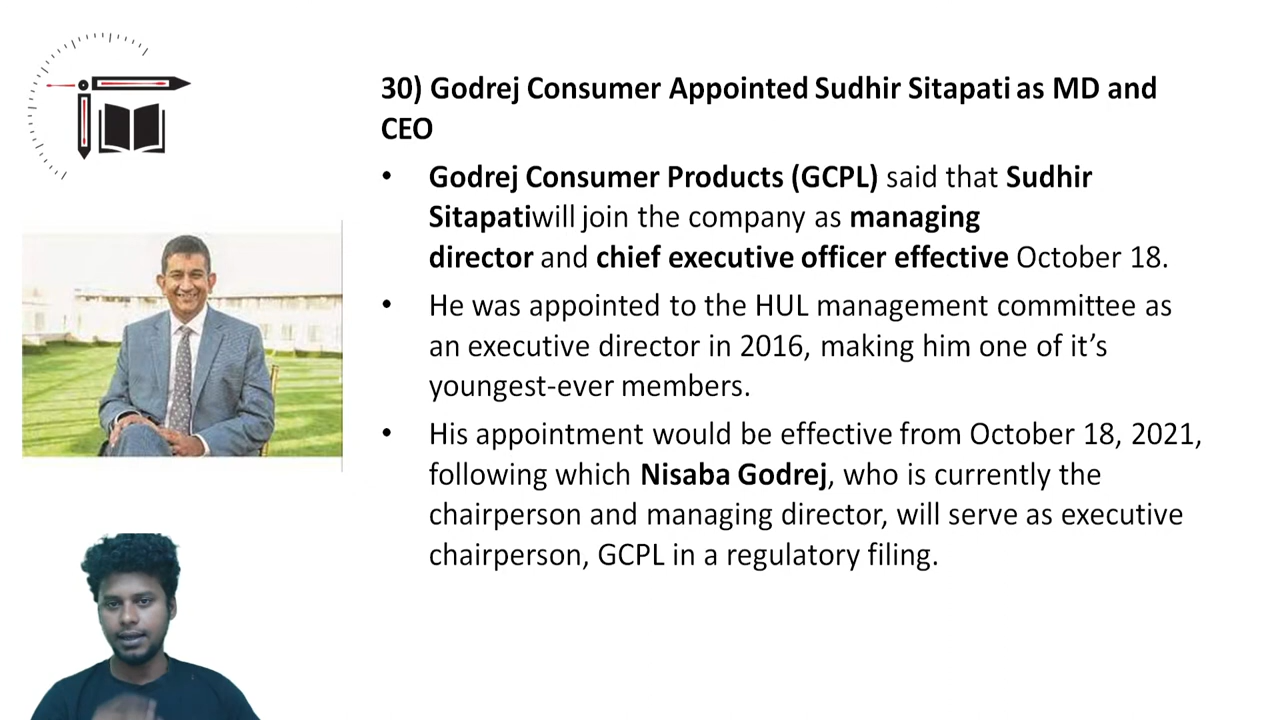 30) Godrej Consumer Appointed Sudhir Sitapati as MD and
CEO
• Godrej Consumer Products (GCPL) said that Sudhir
Sitapatiwill join the company as managing
director and chief executive officer effective October 18.
• He was appointed to the HUL management committee as
an executive director in 2016, making him one of it's
youngest-ever members.
• His appointment would be effective from October 18, 2021,
following which Nisaba Godrej, who is currently the
chairperson and managing director, will serve as executive
chairperson, GCPL in a regulatory filing.